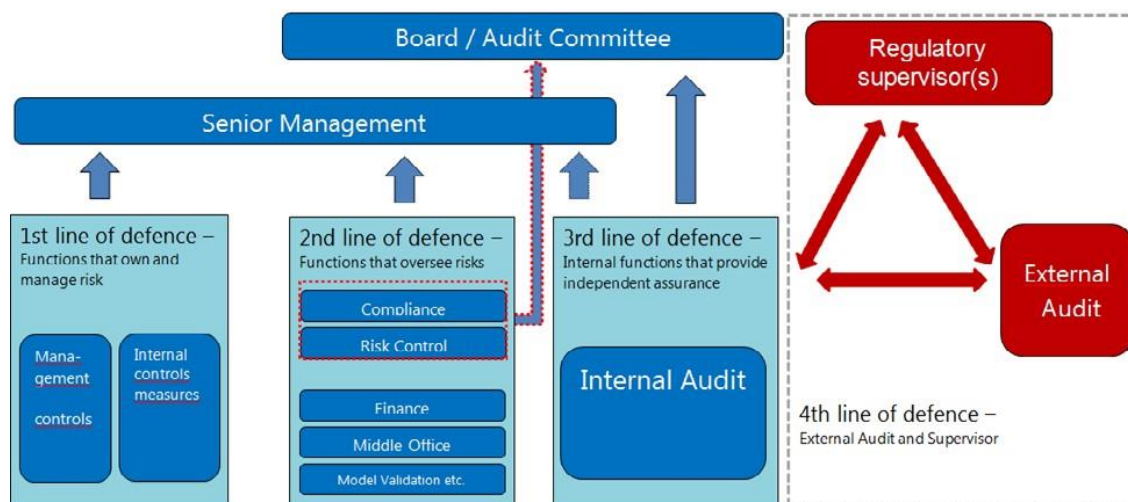 Board / Audit Committee
Regulatory
supervisor(s)
Senior Management
1st line of defence –
Functions that own and
manage risk
Mana-
gement
controls
Internal
controls
measures
2nd line of defence –
Functions that oversee risks
Compliance
Risk Control
Finance
Middle Office
Model Validation etc.
3rd line of defence –
Internal functions that provide
independent assurance
Internal Audit
External
Audit
4th line of defence –
External Audit and Supervisor